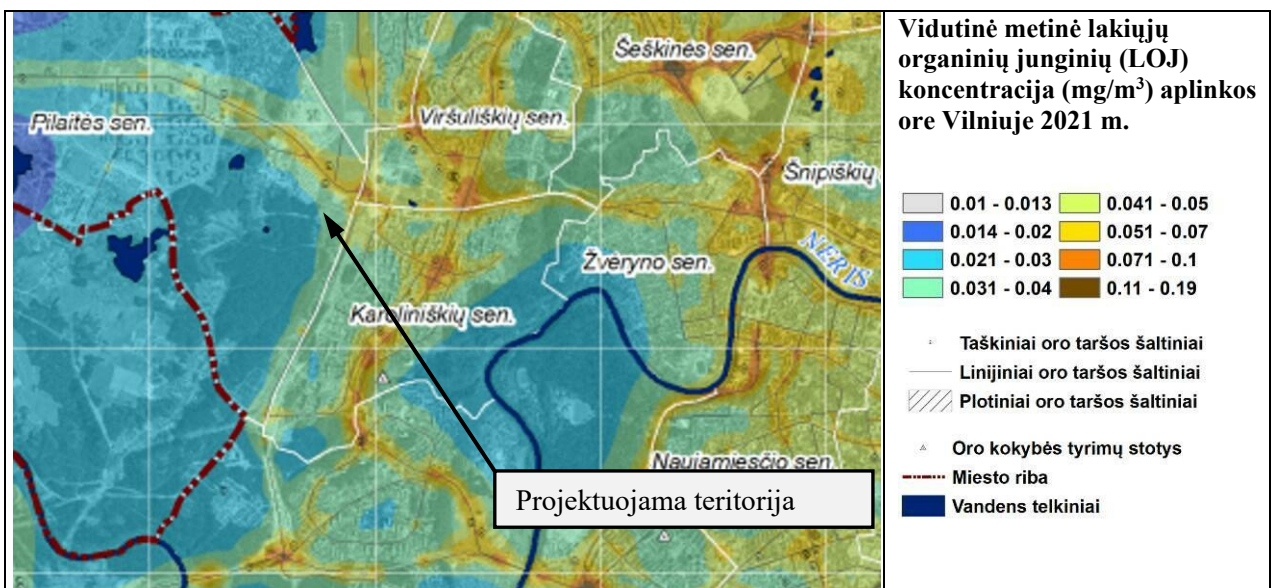 Vidutinė metinė lakiųjų
organinių junginių (LOJ)
koncentracija (mg/m³) aplinkos
ore Vilniuje 2021 m.
Šeškinės sen.
Pilaitės sen.
Viršuliškių sen.
Šnipiškių
NERIS
Žveryno sen.
Karoliniškių sen.
Naujamiesčio sen.
Projektuojama teritorija
0.01 - 0.013
0.041 - 0.05
0.014 - 0.02
0.051 - 0.07
0.021 - 0.03
0.071 - 0.1
0.031 - 0.04
0.11 - 0.19
Taškiniai oro taršos šaltiniai
Linijiniai oro taršos šaltiniai
Plotiniai oro taršos šaltiniai
Oro kokybės tyrimų stotys
Miesto riba
Vandens telkiniai